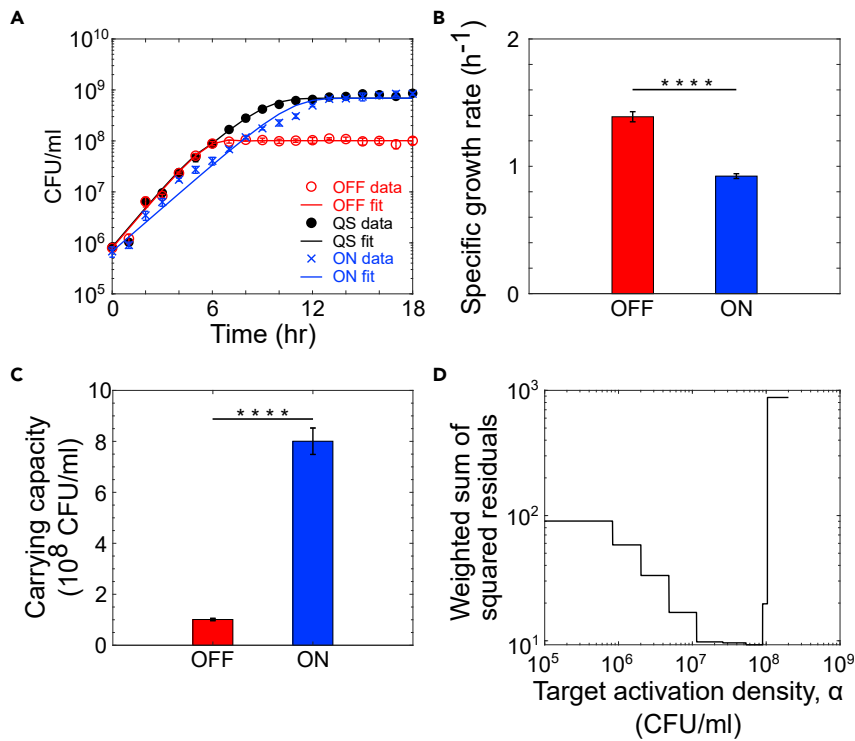 A
CFU/ml
10^10
10^9
10^8
10^7
10^6
10^5
0 6 12 18
Time (hr)
OFF data
OFF fit
QS data
QS fit
ON data
ON fit
B
Specific growth rate (h^-1)
2
1
0
****
OFF ON
C
Carrying capacity
(10^8 CFU/ml)
10
8
6
4
2
0
****
OFF ON
D
Weighted sum of
squared residuals
10^3
10^2
10^1
10^5 10^6 10^7 10^8 10^9
Target activation density, α
(CFU/ml)